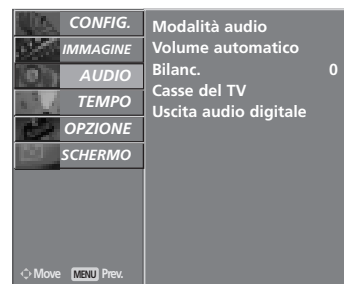 CONFIG.
IMMAGINE
AUDIO
TEMPO
OPZIONE
SCHERMO
Modalità audio
Volume automatico
Bilanc. 0
Casse del TV
Uscita audio digitale
Move MENU Prev.